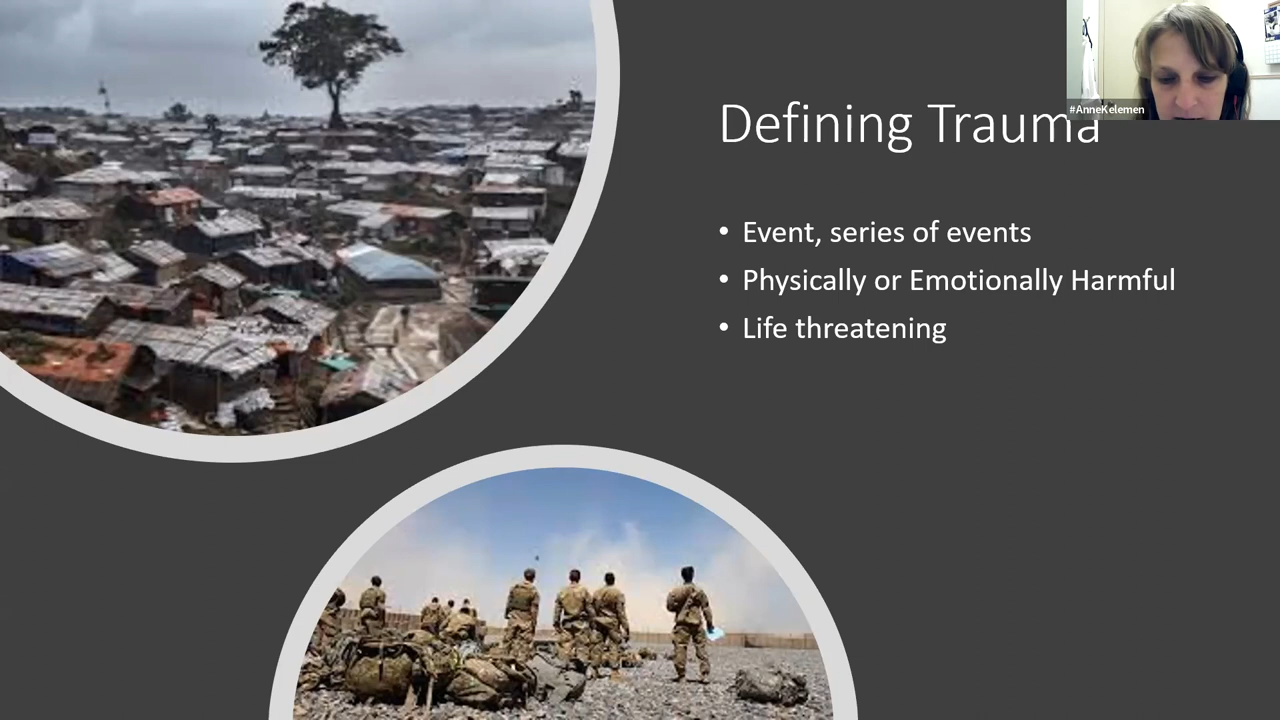 #AnneKelemen
Defining Trauma
• Event, series of events
• Physically or Emotionally Harmful
• Life threatening